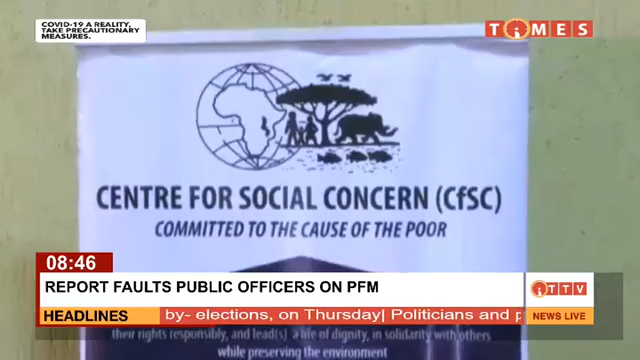 COVID-19 A REALITY,
TAKE PRECAUTIONARY
MEASURES.
TIMES
CENTRE FOR SOCIAL CONCERN (CfSC)
COMMITTED TO THE CAUSE OF THE POOR
08:46
REPORT FAULTS PUBLIC OFFICERS ON PFM
TTV
HEADLINES
by- elections, on Thursday| Politicians and p
NEWS LIVE
their rights responsibly, and lead(s) a life of dignity, in solidarity with others
while preserving the environment